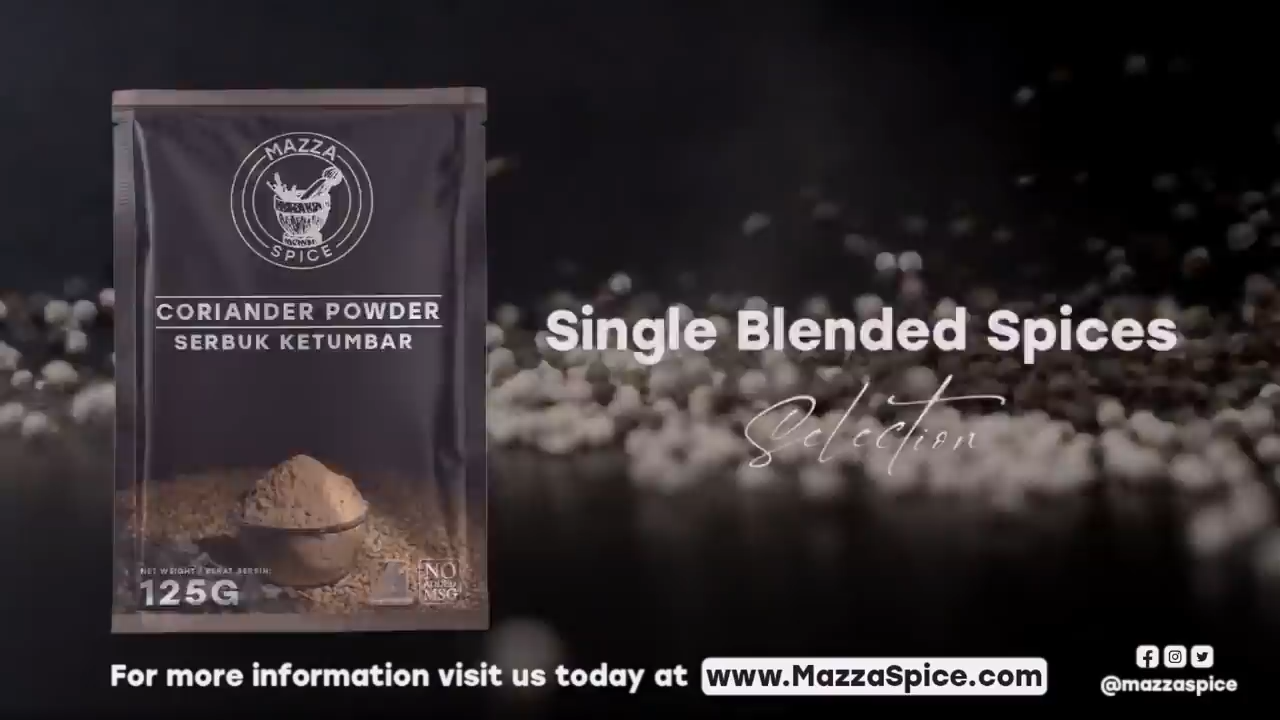 MAZZA
SPICE
CORIANDER POWDER
SERBUK KETUMBAR
NET WEIGHT / BERAT BERSIH:
125G
NO
ADDED
MSG
Single Blended Spices
Selection
For more information visit us today at www.MazzaSpice.com
@mazzaspice